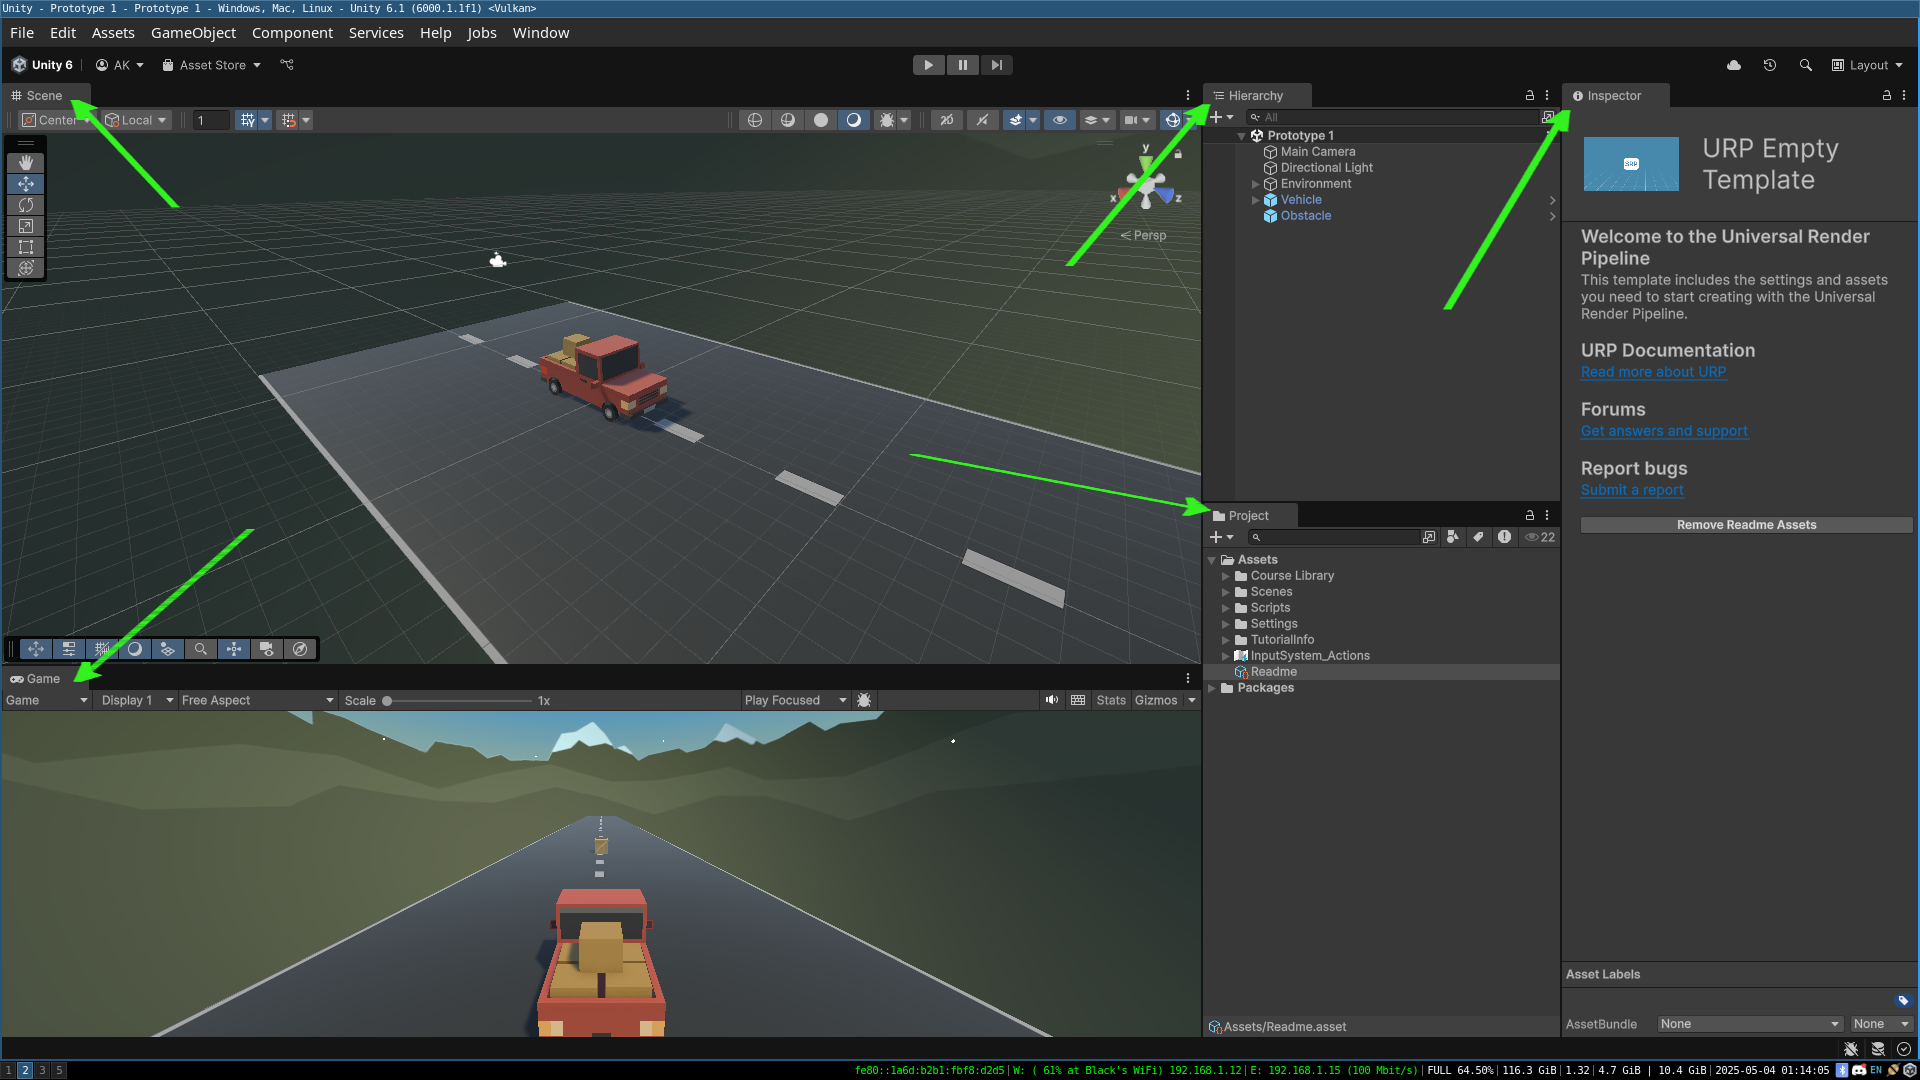 Unity - Prototype 1 - Prototype 1 - Windows, Mac, Linux - Unity 6.1 (6000.1.1f1) <Vulkan>
File Edit Assets GameObject Component Services Help Jobs Window
Unity 6 AK Asset Store Layout
Scene
Center Local 1 2D
y
x z
Persp
Hierarchy
All
Prototype 1
Main Camera
Directional Light
Environment
Vehicle
Obstacle
Inspector
SRP
URP Empty
Template
Welcome to the Universal Render
Pipeline
This template includes the settings and assets
you need to start creating with the Universal
Render Pipeline.
URP Documentation
Read more about URP
Forums
Get answers and support
Report bugs
Submit a report
Remove Readme Assets
Project
22
Assets
Course Library
Scenes
Scripts
Settings
TutorialInfo
InputSystem_Actions
Readme
Packages
Assets/Readme.asset
Asset Labels
AssetBundle None None
Game
Game Display 1 Free Aspect Scale 1x Play Focused Stats Gizmos
1 2 3 5 fe80::1a6d:b2b1:fbf8:d2d5| W: ( 61% at Black's WiFi) 192.168.1.12| E: 192.168.1.15 (100 Mbit/s)| FULL 64.50%| 116.3 GiB| 1.32| 4.7 GiB | 10.4 GiB| 2025-05-04 01:14:05 EN